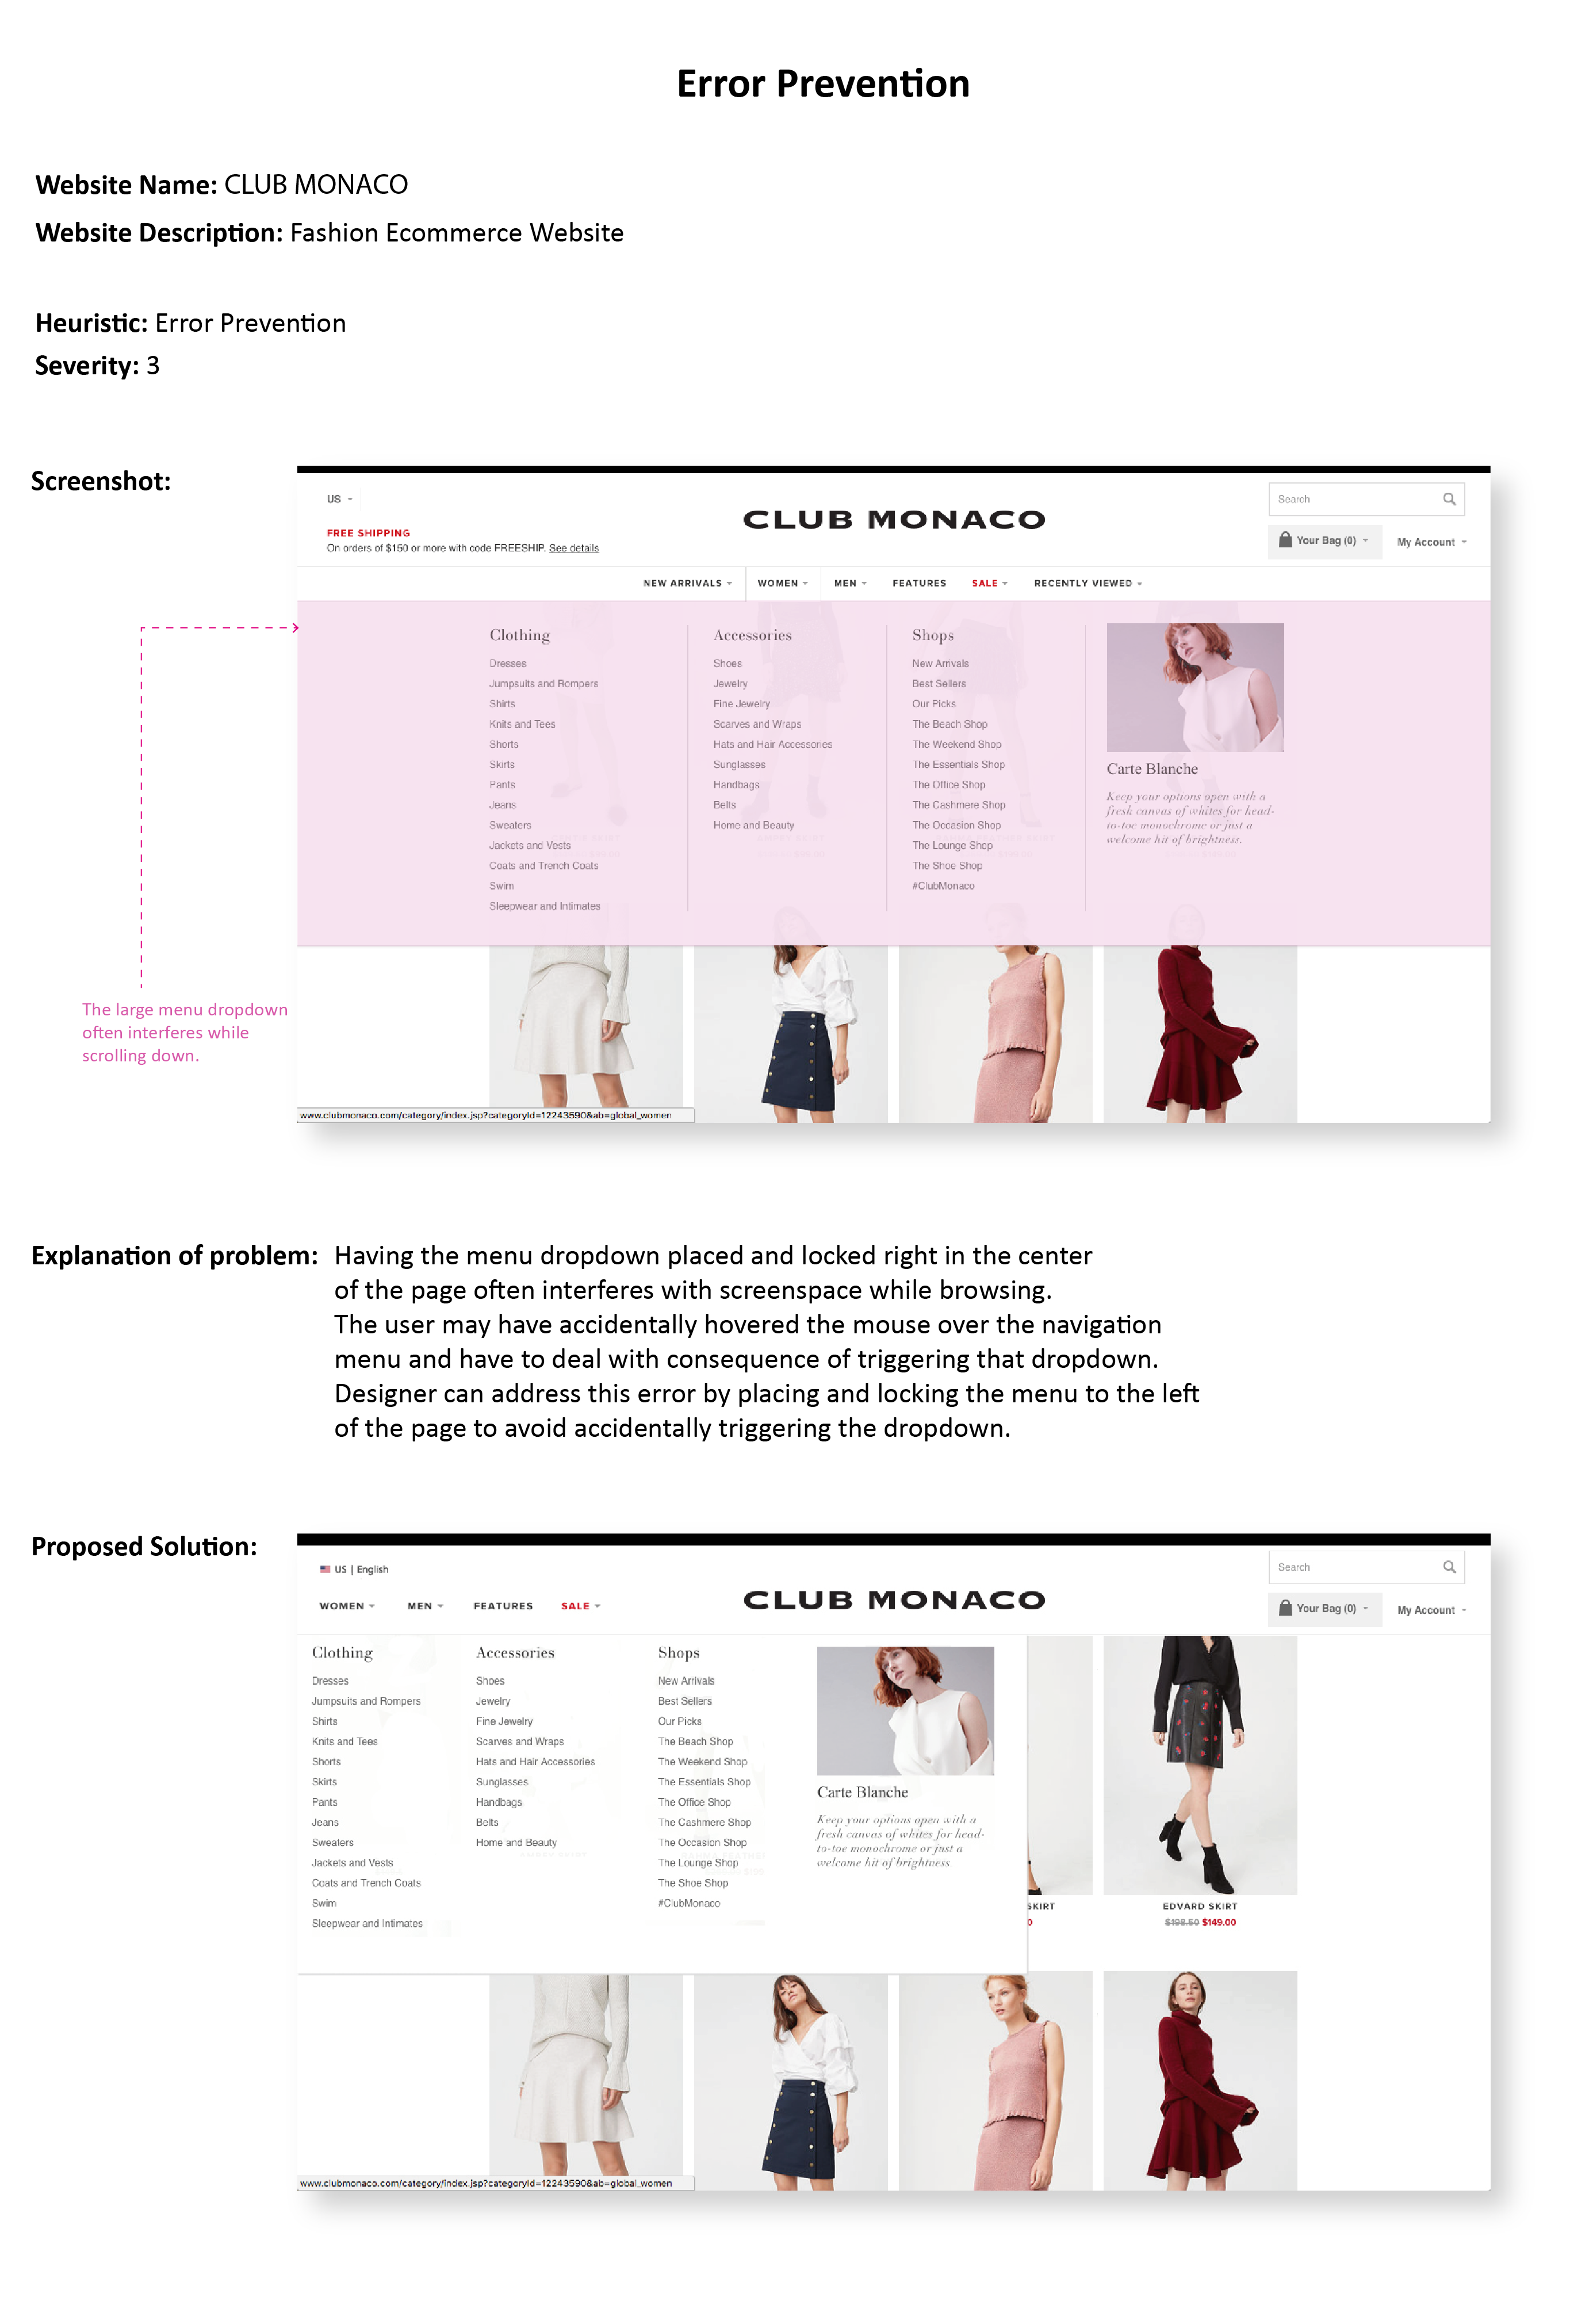 Error Prevention
Website Name: CLUB MONACO
Website Description: Fashion Ecommerce Website
Heuristic: Error Prevention
Severity: 3
Screenshot:
US
FREE SHIPPING
On orders of $150 or more with code FREESHIP. See details
CLUB MONACO
Search
Your Bag (0)
My Account
NEW ARRIVALS
WOMEN
MEN
FEATURES
SALE
RECENTLY VIEWED
Clothing
Dresses
Jumpsuits and Rompers
Shirts
Knits and Tees
Shorts
Skirts
Pants
Jeans
Sweaters
Jackets and Vests
Coats and Trench Coats
Swim
Sleepwear and Intimates
Accessories
Shoes
Jewelry
Fine Jewelry
Scarves and Wraps
Hats and Hair Accessories
Sunglasses
Handbags
Belts
Home and Beauty
Shops
New Arrivals
Best Sellers
Our Picks
The Beach Shop
The Weekend Shop
The Essentials Shop
The Office Shop
The Cashmere Shop
The Occasion Shop
The Lounge Shop
The Shoe Shop
#ClubMonaco
Carte Blanche
Keep your options open with a
fresh canvas of whites for head-
to-toe monochrome or just a
welcome hit of brightness.
The large menu dropdown
often interferes while
scrolling down.
www.clubmonaco.com/category/index.jsp?categoryId=12243590&ab=global_women
Explanation of problem:
Having the menu dropdown placed and locked right in the center
of the page often interferes with screenspace while browsing.
The user may have accidentally hovered the mouse over the navigation
menu and have to deal with consequence of triggering that dropdown.
Designer can address this error by placing and locking the menu to the left
of the page to avoid accidentally triggering the dropdown.
Proposed Solution:
US | English
WOMEN
MEN
FEATURES
SALE
CLUB MONACO
Search
Your Bag (0)
My Account
Clothing
Dresses
Jumpsuits and Rompers
Shirts
Knits and Tees
Shorts
Skirts
Pants
Jeans
Sweaters
Jackets and Vests
Coats and Trench Coats
Swim
Sleepwear and Intimates
Accessories
Shoes
Jewelry
Fine Jewelry
Scarves and Wraps
Hats and Hair Accessories
Sunglasses
Handbags
Belts
Home and Beauty
Shops
New Arrivals
Best Sellers
Our Picks
The Beach Shop
The Weekend Shop
The Essentials Shop
The Office Shop
The Cashmere Shop
The Occasion Shop
The Lounge Shop
The Shoe Shop
#ClubMonaco
Carte Blanche
Keep your options open with a
fresh canvas of whites for head-
to-toe monochrome or just a
welcome hit of brightness.
SKIRT
0
EDVARD SKIRT
$198.50 $149.00
www.clubmonaco.com/category/index.jsp?categoryId=12243590&ab=global_women